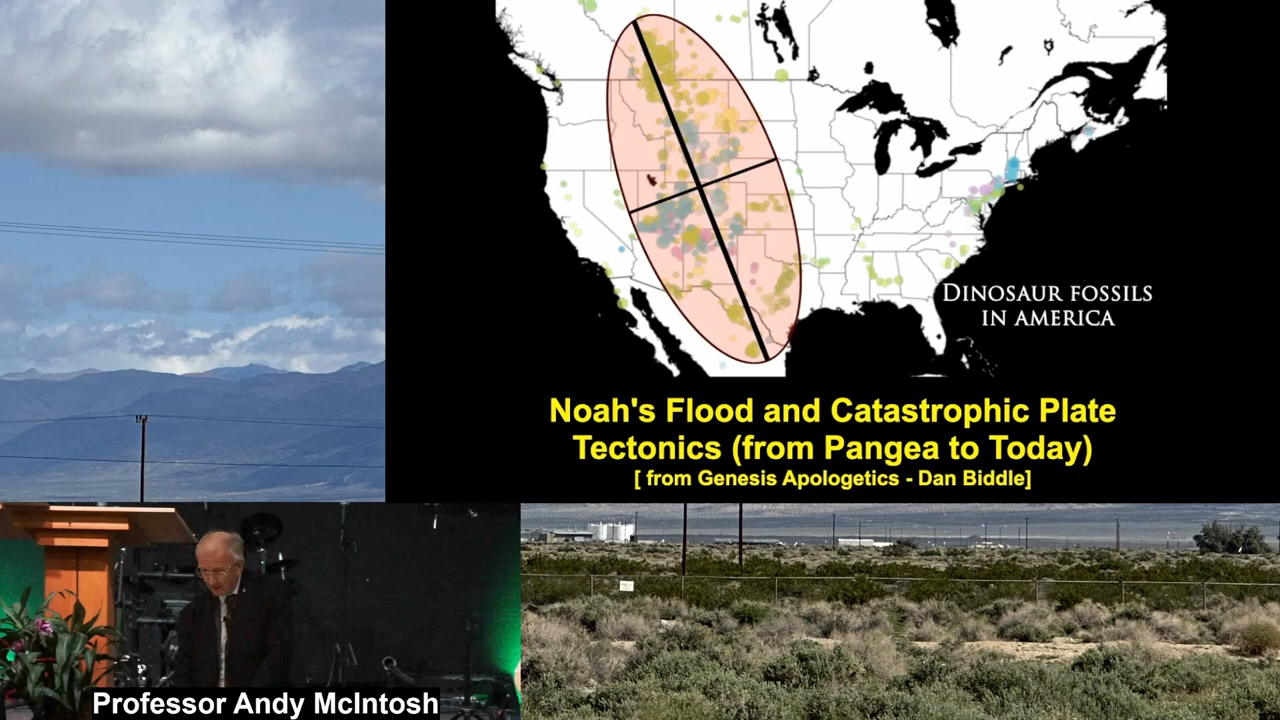 DINOSAUR FOSSILS
IN AMERICA
Noah's Flood and Catastrophic Plate
Tectonics (from Pangea to Today)
[ from Genesis Apologetics - Dan Biddle]
Professor Andy McIntosh